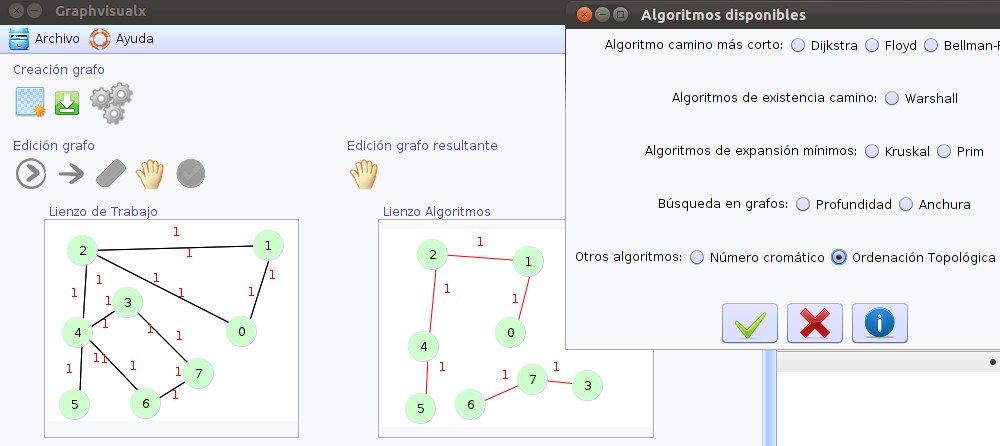 Graphvisualx
Archivo Ayuda
Creación grafo
Edición grafo
Edición grafo resultante
Lienzo de Trabajo
1
2
1
1
1
1
1
1
3
1
4
1
1
1
0
1 1
1
1
7
1
1
5
6
Lienzo Algoritmos
1
2
1
1
1
0
4
1
1
1
7
3
5
6
Algoritmos disponibles
Algoritmo camino más corto: Dijkstra Floyd Bellman-F
Algoritmos de existencia camino: Warshall
Algoritmos de expansión mínimos: Kruskal Prim
Búsqueda en grafos: Profundidad Anchura
Otros algoritmos: Número cromático Ordenación Topológica